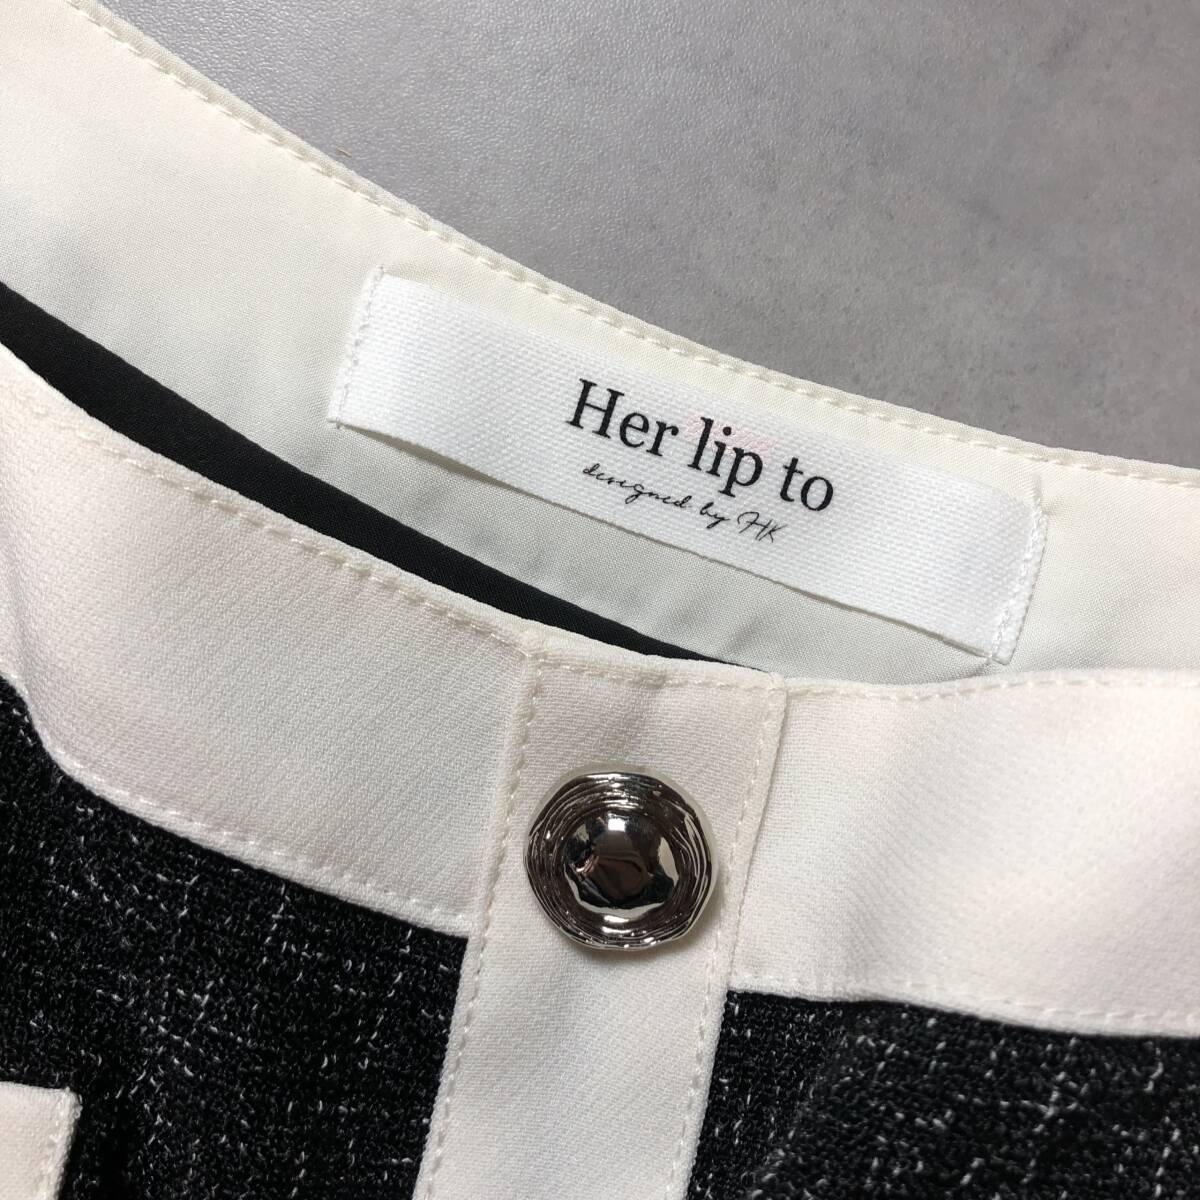 Her lip to
designed by HK